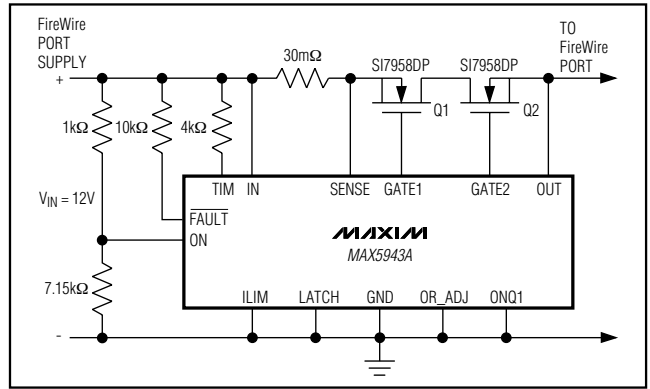 FireWire
PORT
SUPPLY
+
30mΩ
SI7958DP
SI7958DP
TO
FireWire
PORT
Q1
Q2
1kΩ
10kΩ
4kΩ
TIM
IN
SENSE
GATE1
GATE2
OUT
VIN = 12V
FAULT
ON
MAXIM
MAX5943A
7.15kΩ
ILIM
LATCH
GND
OR_ADJ
ONQ1
-